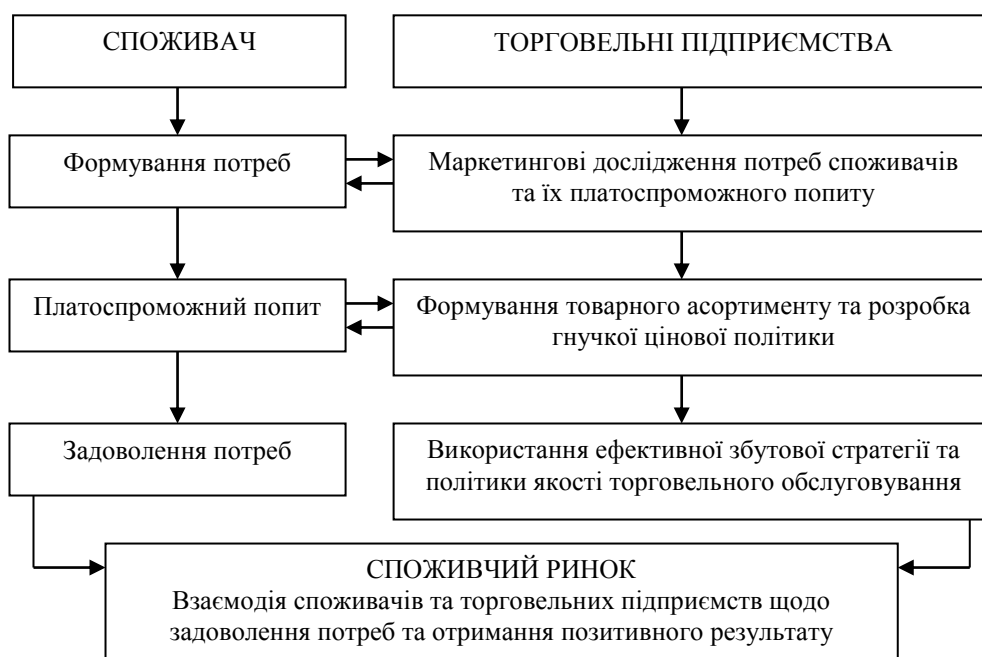 СПОЖИВАЧ
ТОРГОВЕЛЬНІ ПІДПРИЄМСТВА
Формування потреб
Маркетингові дослідження потреб споживачів
та їх платоспроможного попиту
Платоспроможний попит
Формування товарного асортименту та розробка
гнучкої цінової політики
Задоволення потреб
Використання ефективної збутової стратегії та
політики якості торговельного обслуговування
СПОЖИВЧИЙ РИНОК
Взаємодія споживачів та торговельних підприємств щодо
задоволення потреб та отримання позитивного результату